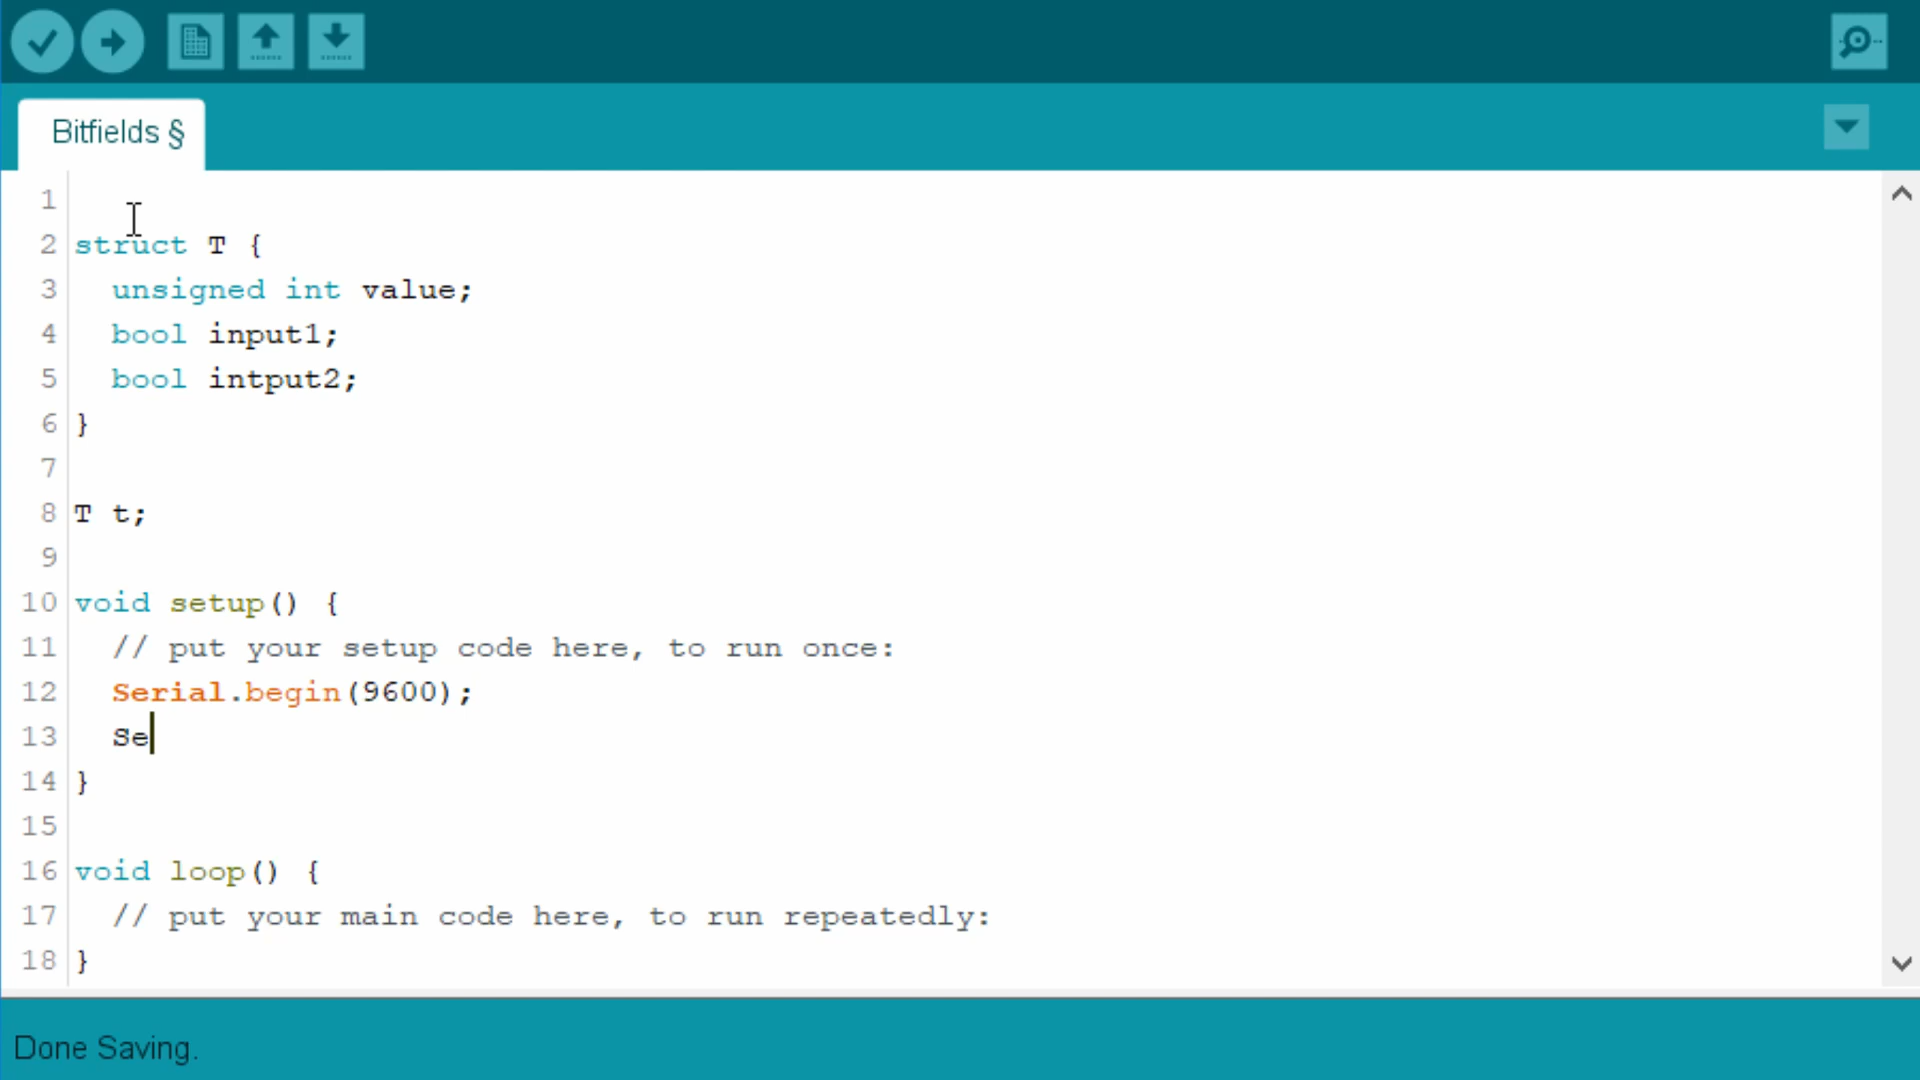 Bitfields §
1
2 struct T {
3 unsigned int value;
4 bool input1;
5 bool intput2;
6 }
7
8 T t;
9
10 void setup() {
11 // put your setup code here, to run once:
12 Serial.begin(9600);
13 Se
14 }
15
16 void loop() {
17 // put your main code here, to run repeatedly:
18 }
Done Saving.